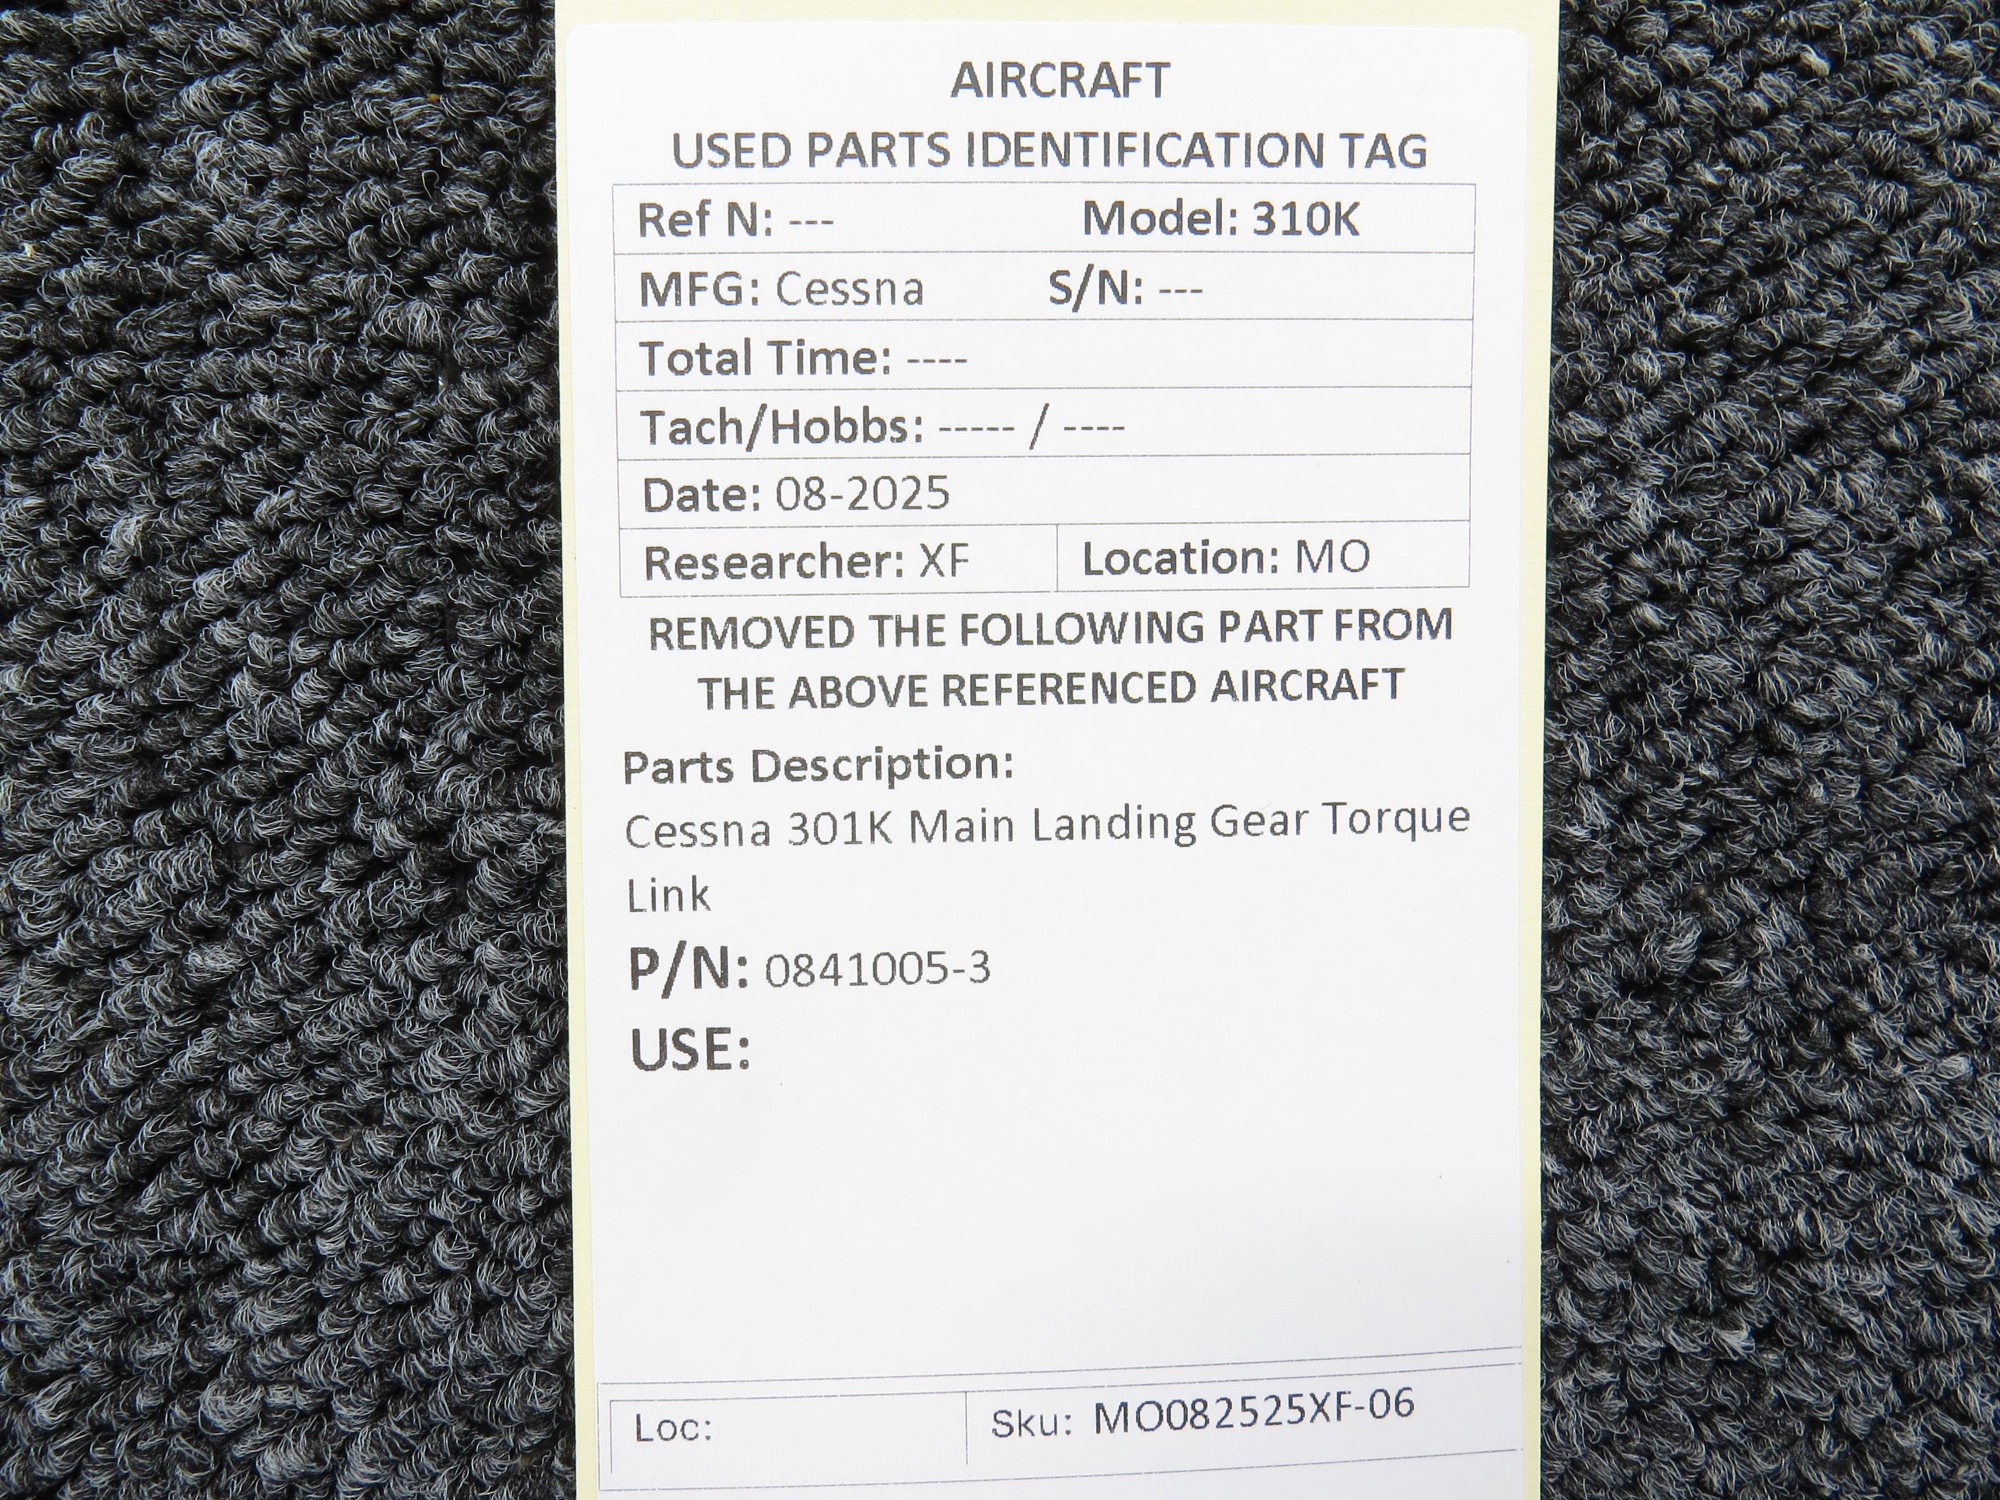 AIRCRAFT
USED PARTS IDENTIFICATION TAG
Ref N: --- Model: 310K
MFG: Cessna S/N: ---
Total Time: ----
Tach/Hobbs: ----- / ----
Date: 08-2025
Researcher: XF Location: MO
REMOVED THE FOLLOWING PART FROM
THE ABOVE REFERENCED AIRCRAFT
Parts Description:
Cessna 301K Main Landing Gear Torque
Link
P/N: 0841005-3
USE:
Loc: Sku: MO082525XF-06